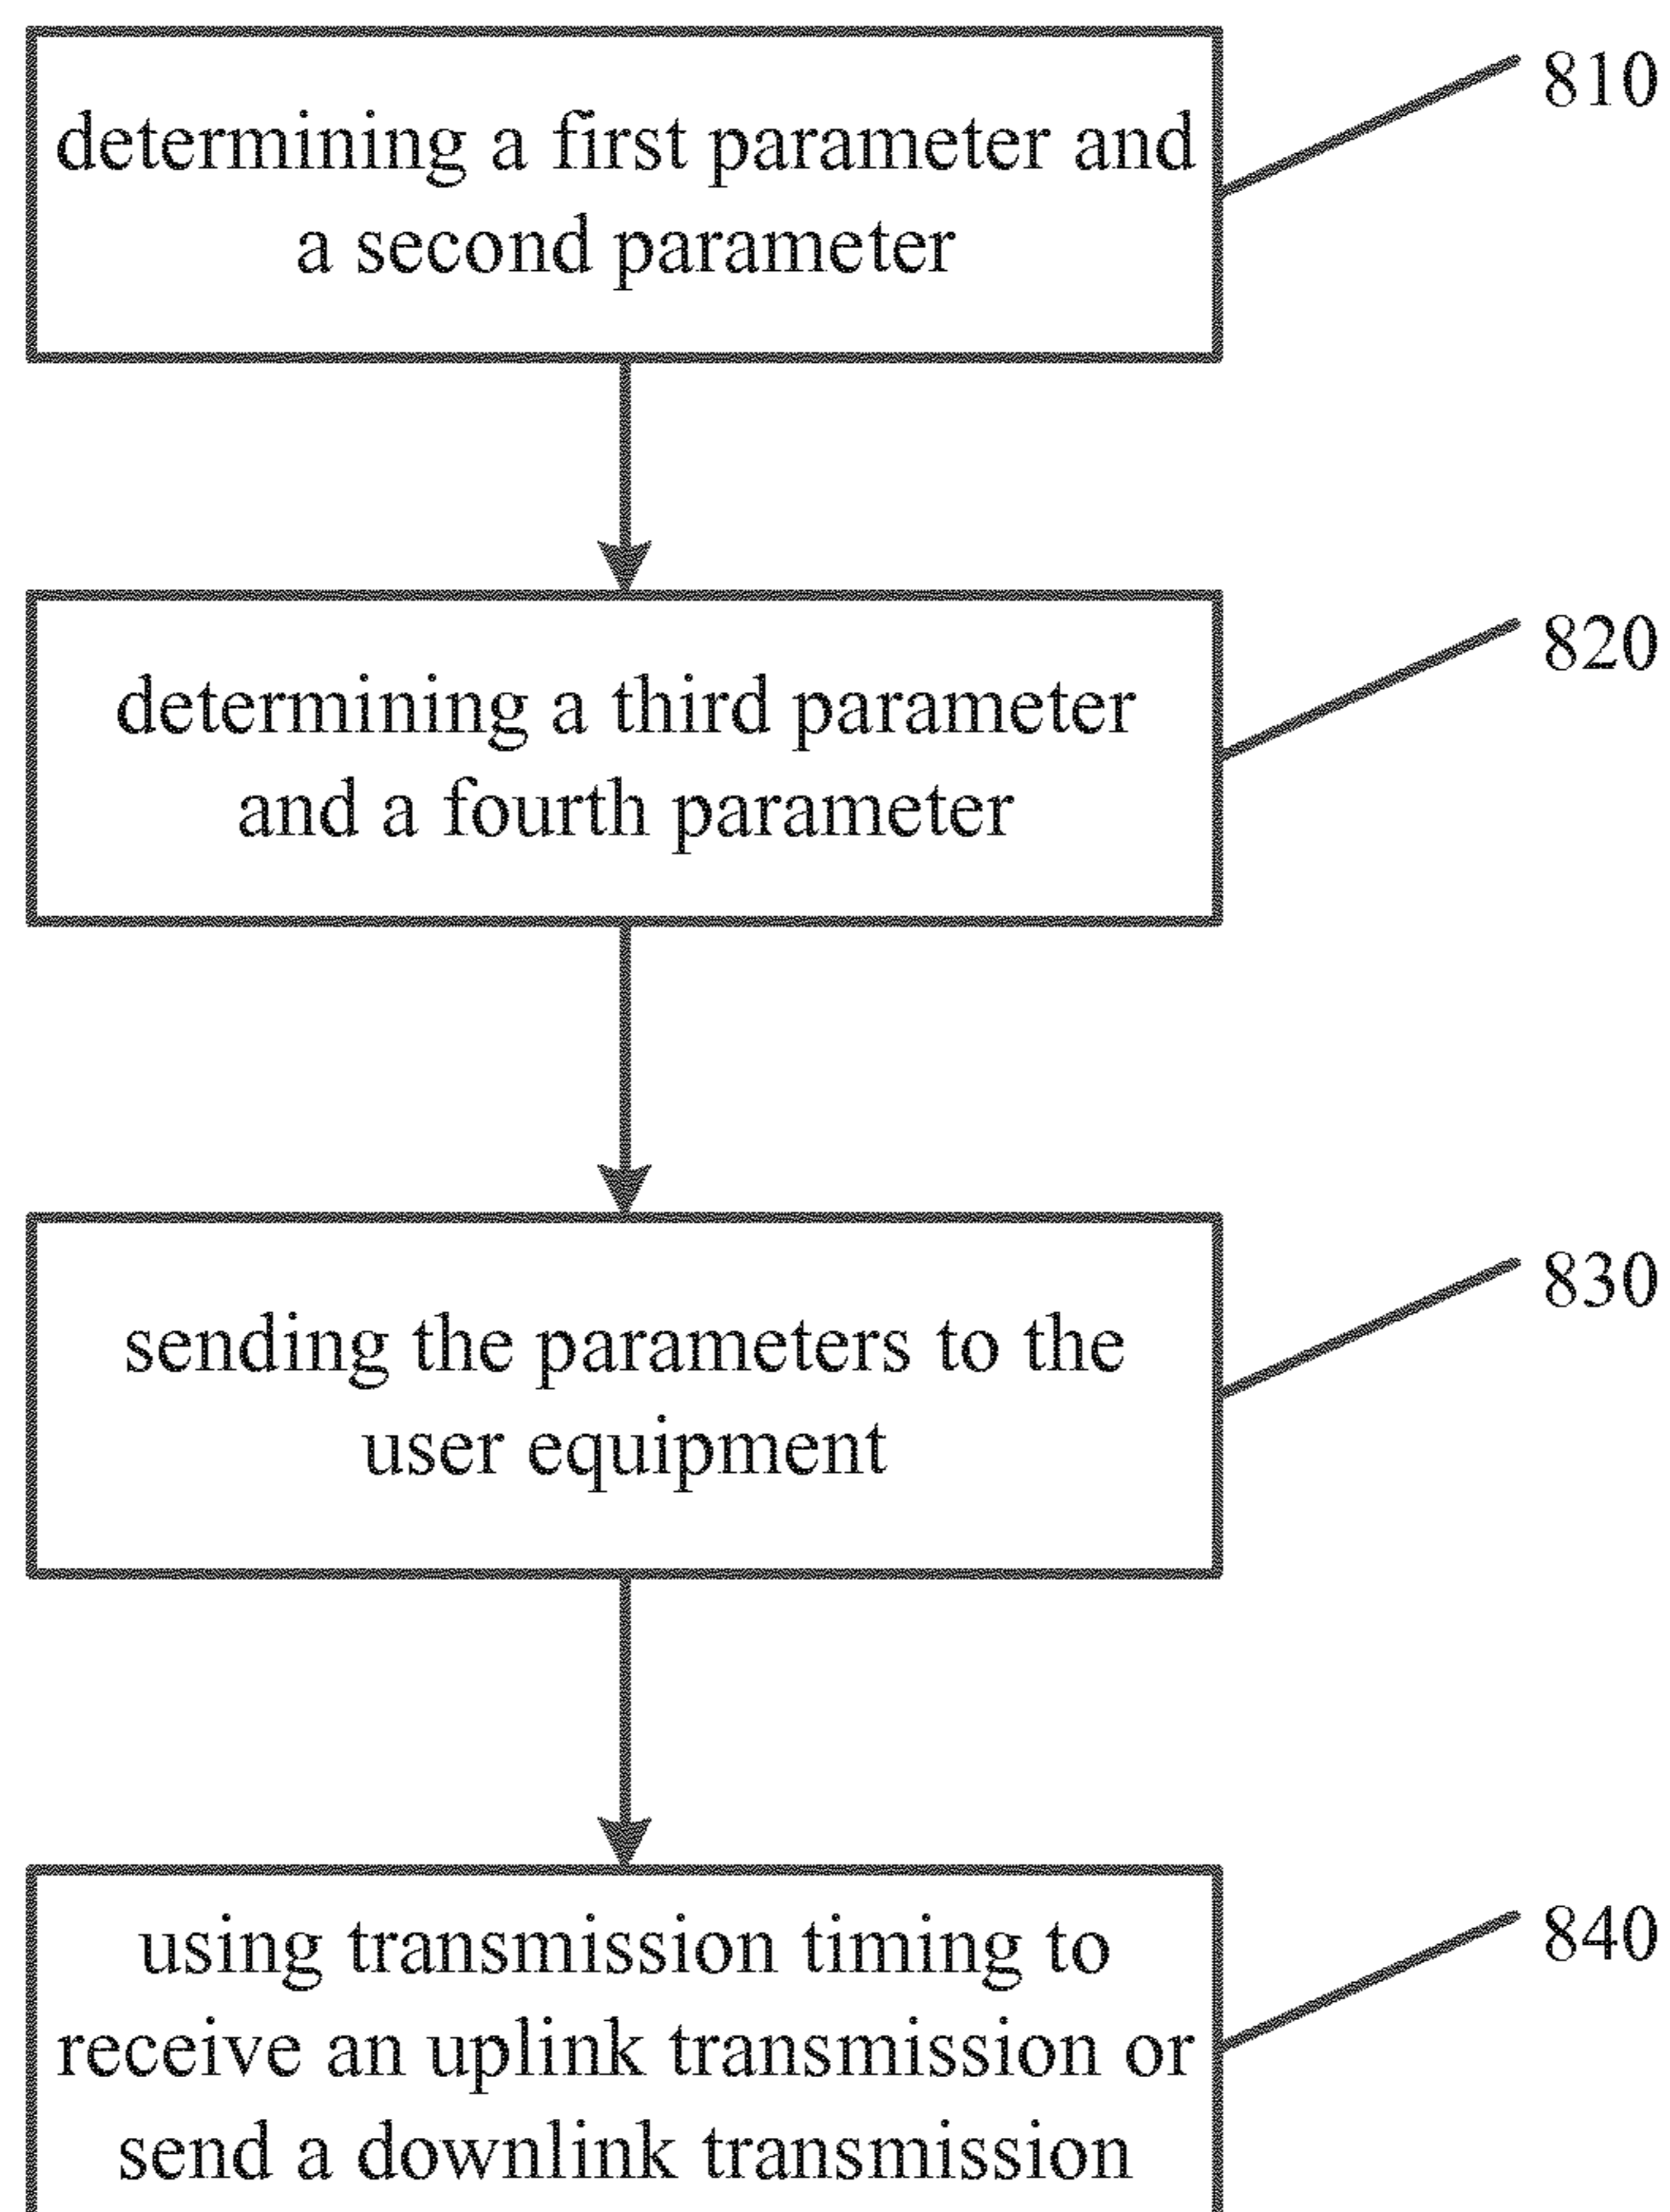 determining a first parameter and
a second parameter
810
determining a third parameter
and a fourth parameter
820
sending the parameters to the
user equipment
830
using transmission timing to
receive an uplink transmission or
send a downlink transmission
840